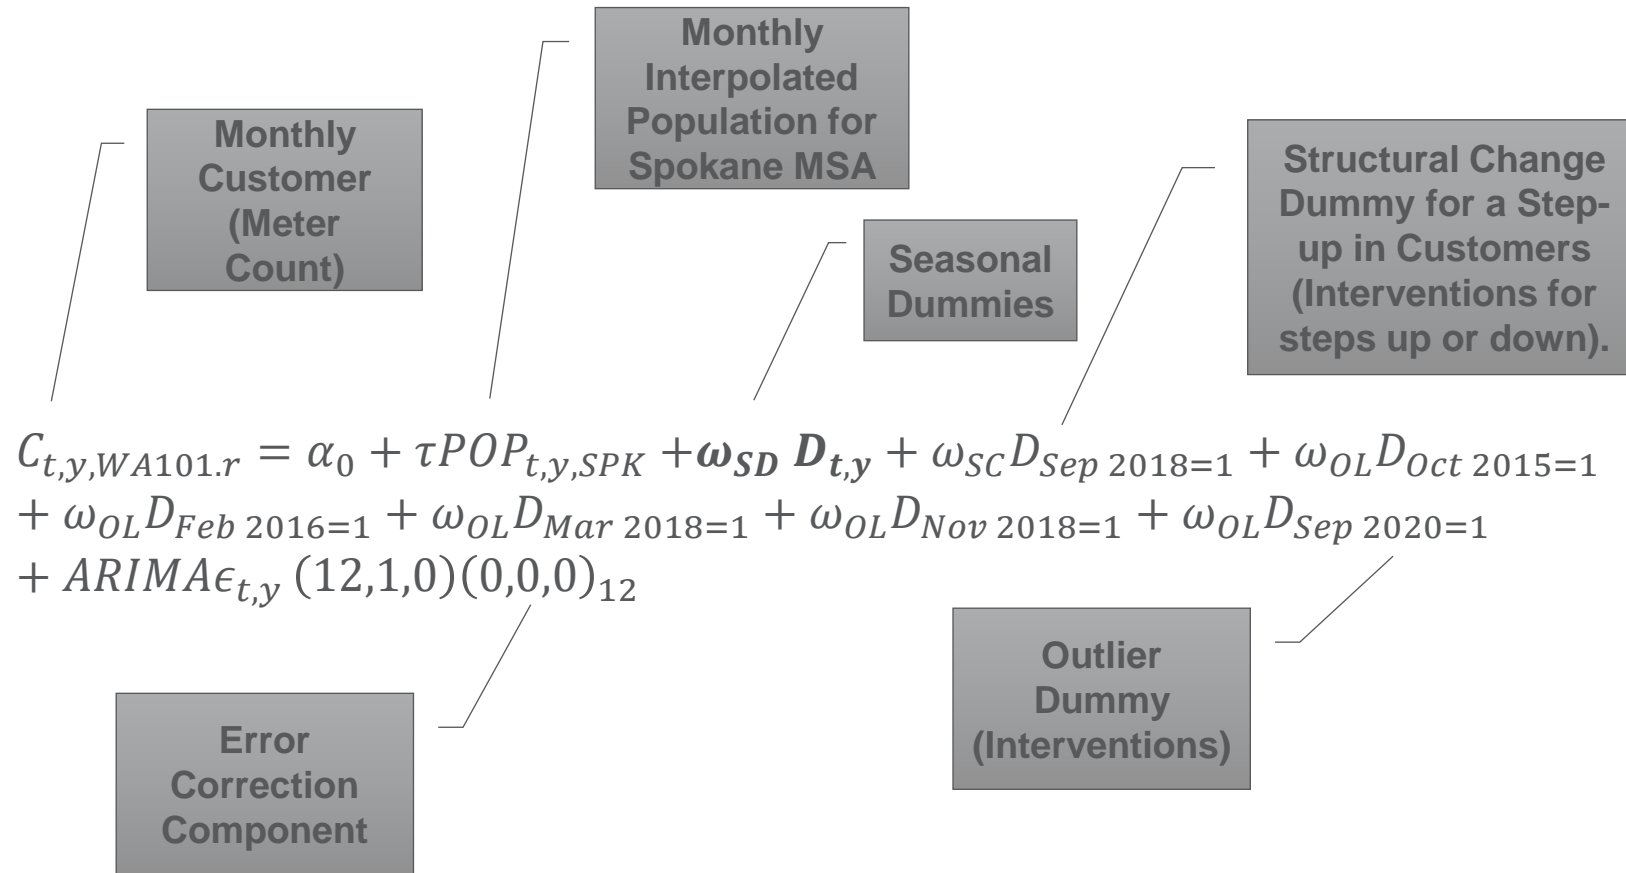 Monthly
Interpolated
Population for
Spokane MSA
Monthly
Customer
(Meter
Count)
Structural Change
Dummy for a Step-
up in Customers
(Interventions for
steps up or down).
Seasonal
Dummies
C_{t,y,WA101.r} = α_0 + τPOP_{t,y,SPK} + ω_{SD} D_{t,y} + ω_{SC}D_{Sep 2018=1} + ω_{OL}D_{Oct 2015=1}
+ ω_{OL}D_{Feb 2016=1} + ω_{OL}D_{Mar 2018=1} + ω_{OL}D_{Nov 2018=1} + ω_{OL}D_{Sep 2020=1}
+ ARIMAϵ_{t,y} (12,1,0)(0,0,0)_{12}
Outlier
Dummy
(Interventions)
Error
Correction
Component